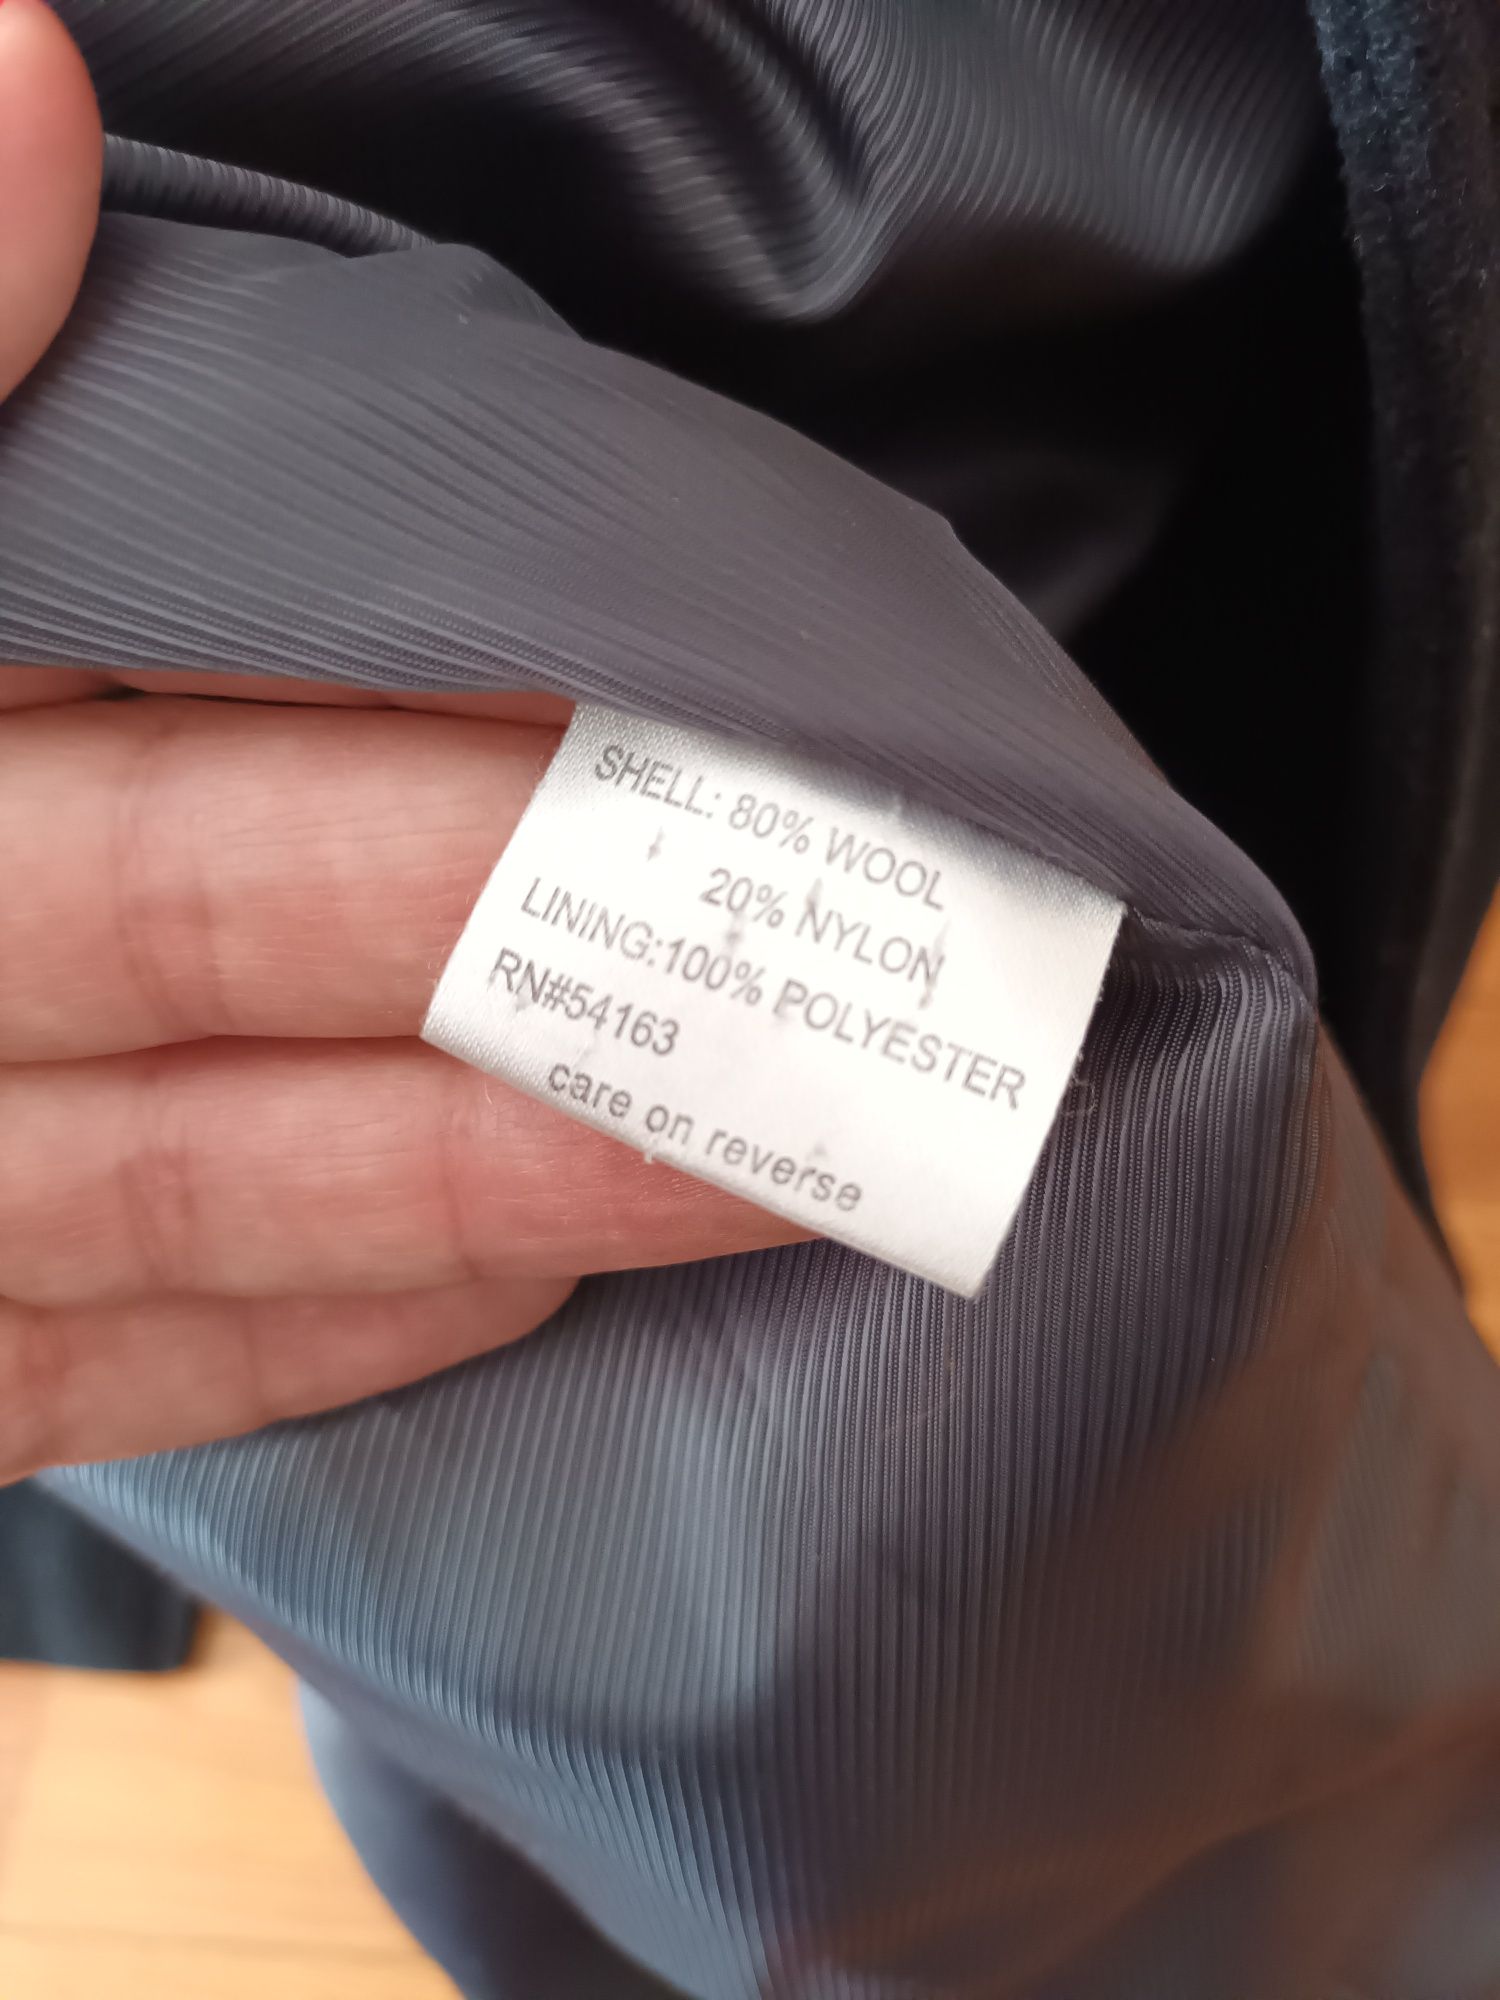 SHELL: 80% WOOL
20% NYLON
LINING:100% POLYESTER
RN#54163
care on reverse